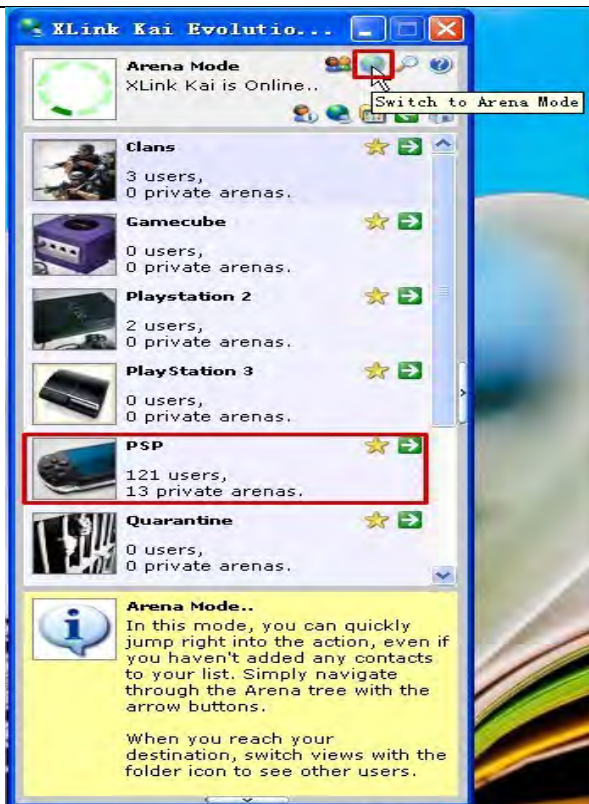 XLink Kai Evolutio...
Arena Mode
XLink Kai is Online..
Switch to Arena Mode
Clans
3 users,
0 private arenas.
Gamecube
0 users,
0 private arenas.
Playstation 2
2 users,
0 private arenas.
PlayStation 3
0 users,
0 private arenas.
PSP
121 users,
13 private arenas.
Quarantine
0 users,
0 private arenas.
Arena Mode..
In this mode, you can quickly
jump right into the action, even if
you haven't added any contacts
to your list. Simply navigate
through the Arena tree with the
arrow buttons.
When you reach your
destination, switch views with the
folder icon to see other users.